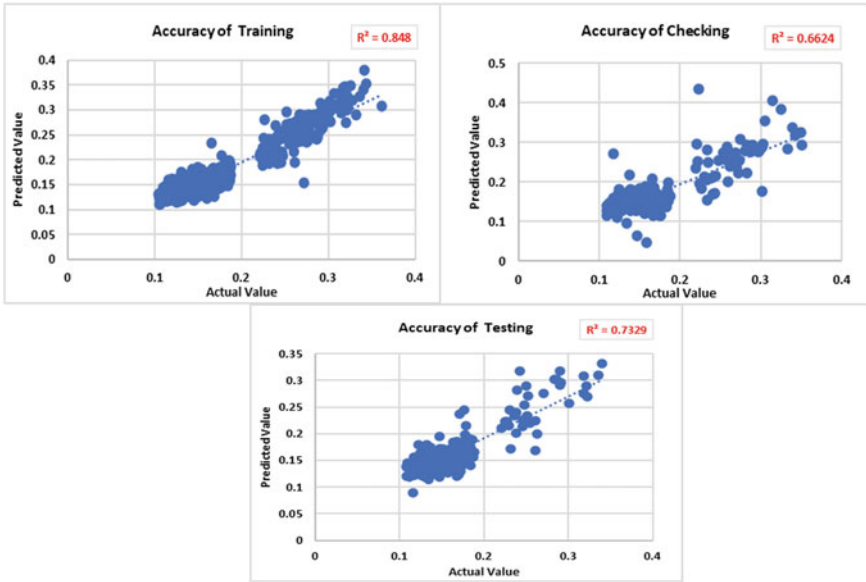 Accuracy of Training
R² = 0.848
0.4
0.35
0.3
0.25
0.2
0.15
0.1
0.05
0
Predicted Value
0 0.1 0.2 0.3 0.4
Actual Value
Accuracy of Checking
R² = 0.6624
0.5
0.4
0.3
0.2
0.1
0
Predicted Value
0 0.1 0.2 0.3 0.4
Actual Value
Accuracy of Testing
R² = 0.7329
0.35
0.3
0.25
0.2
0.15
0.1
0.05
0
Predicted Value
0 0.1 0.2 0.3 0.4
Actual Value